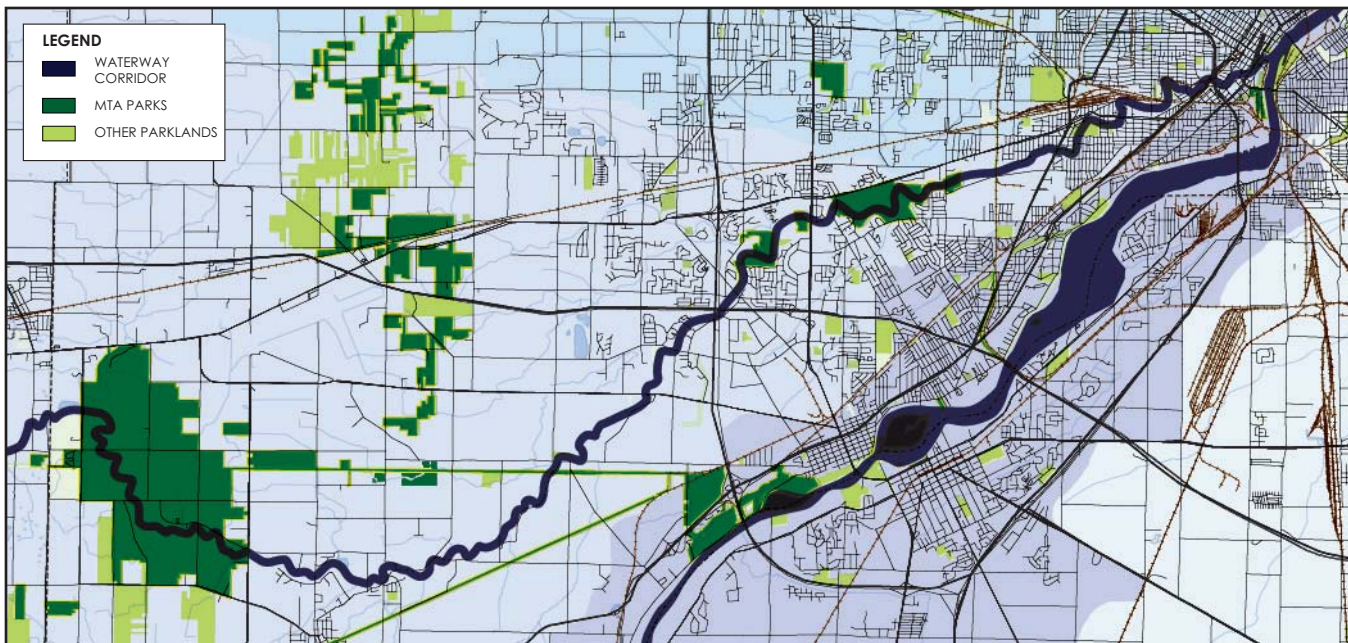 LEGEND
WATERWAY
CORRIDOR
MTA PARKS
OTHER PARKLANDS